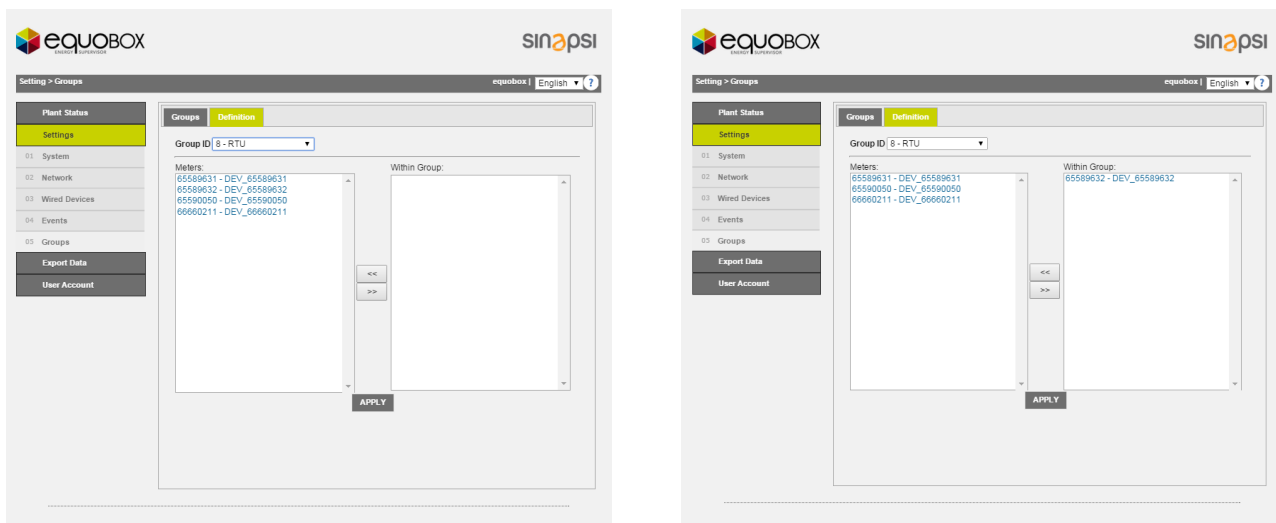 equoBOX
ENERGY SUPERVISOR
sinapsi
Setting > Groups
equobox | English ?
Plant Status
Settings
01 System
02 Network
03 Wired Devices
04 Events
05 Groups
Export Data
User Account
Groups Definition
Group ID 8 - RTU
Meters:
65589631 - DEV_65589631
65589632 - DEV_65589632
65590050 - DEV_65590050
66660211 - DEV_66660211
<<
>>
Within Group:
APPLY
equoBOX
ENERGY SUPERVISOR
sinapsi
Setting > Groups
equobox | English ?
Plant Status
Settings
01 System
02 Network
03 Wired Devices
04 Events
05 Groups
Export Data
User Account
Groups Definition
Group ID 8 - RTU
Meters:
65589631 - DEV_65589631
65590050 - DEV_65590050
66660211 - DEV_66660211
<<
>>
Within Group:
65589632 - DEV_65589632
APPLY